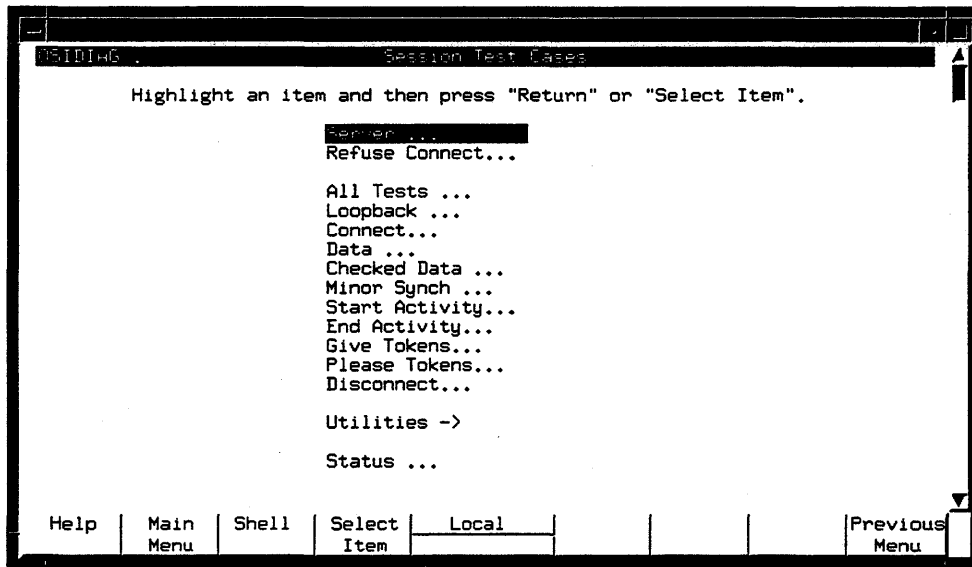 OSIDIAG . Session Test Cases
Highlight an item and then press "Return" or "Select Item".
Server ...
Refuse Connect...
All Tests ...
Loopback ...
Connect...
Data ...
Checked Data ...
Minor Synch ...
Start Activity...
End Activity...
Give Tokens...
Please Tokens...
Disconnect...
Utilities ->
Status ...
Help
Main Menu
Shell
Select Item
Local
Previous Menu